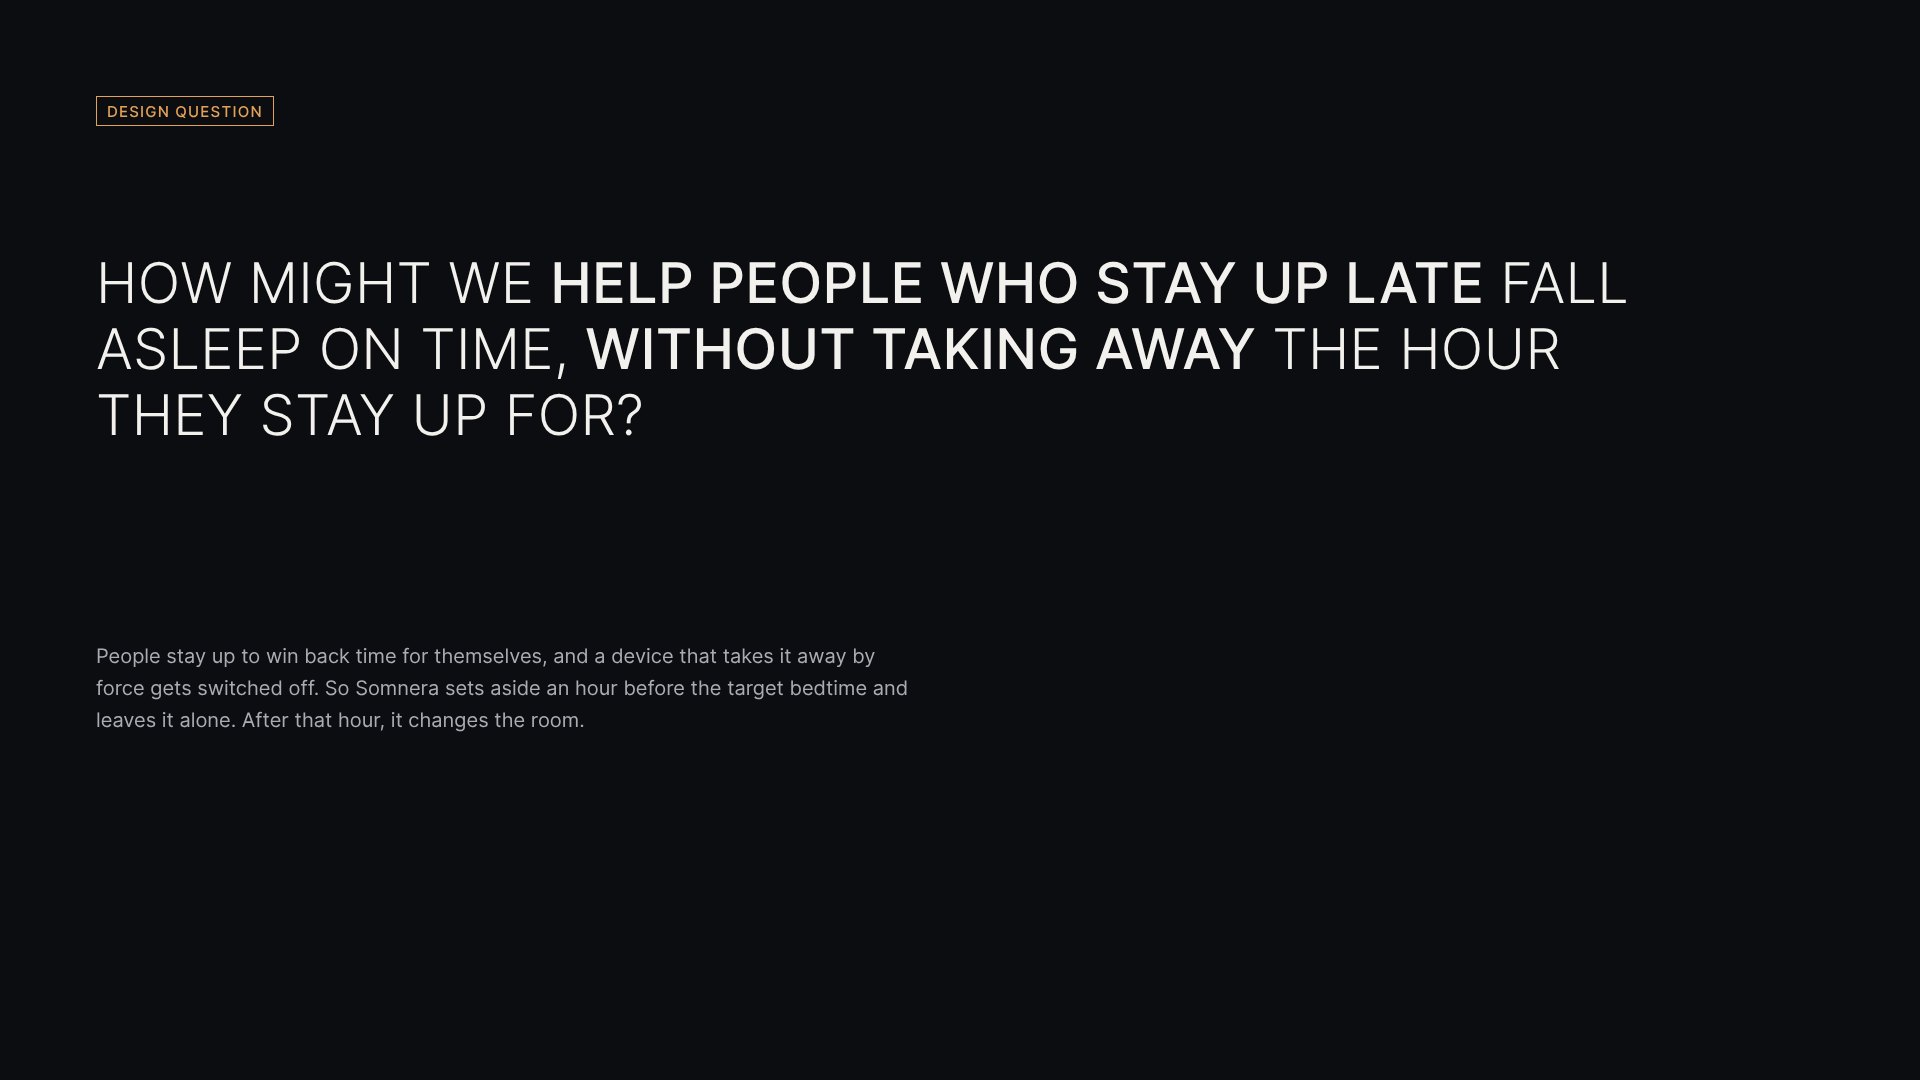 DESIGN QUESTION
HOW MIGHT WE HELP PEOPLE WHO STAY UP LATE FALL
ASLEEP ON TIME, WITHOUT TAKING AWAY THE HOUR
THEY STAY UP FOR?
People stay up to win back time for themselves, and a device that takes it away by
force gets switched off. So Somnera sets aside an hour before the target bedtime and
leaves it alone. After that hour, it changes the room.